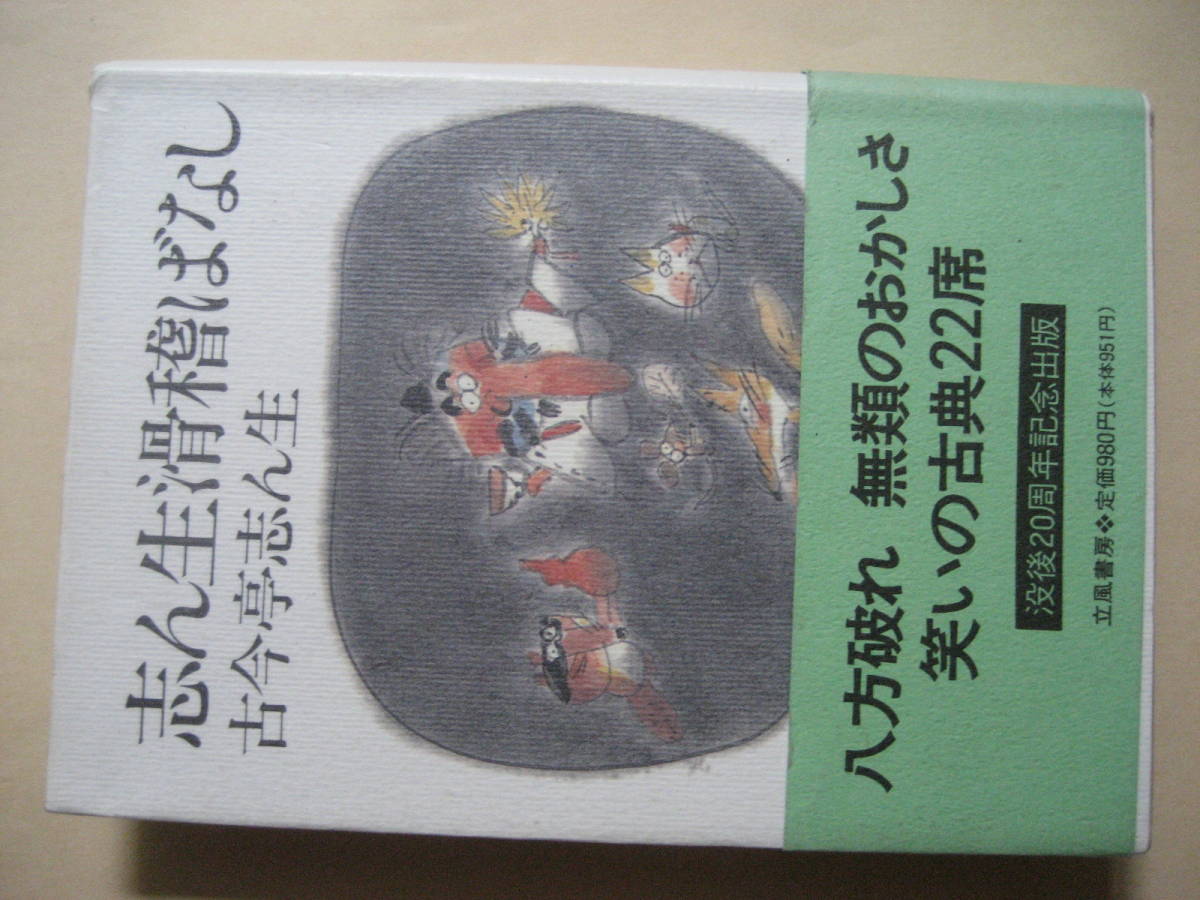 志ん生滑稽ばなし
古今亭志ん生
八方破れ 無類のおかしさ
笑いの古典22席
没後20周年記念出版
立風書房❖定価980円(本体951円)